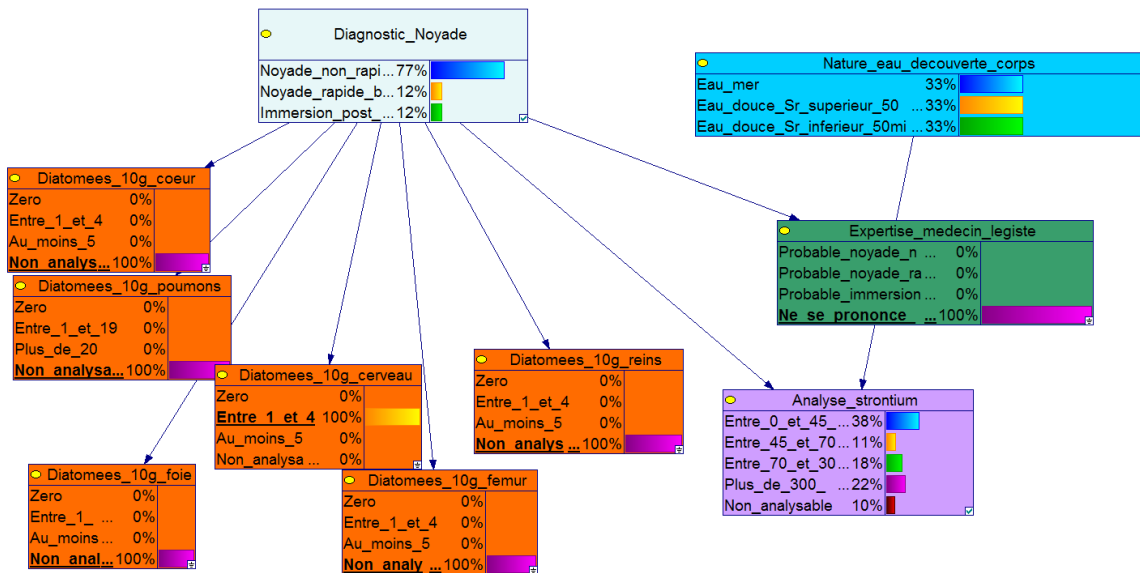 Diagnostic_Noyade
Noyade_non_rapi ... 77%
Noyade_rapide_b... 12%
Immersion_post_... 12%
Nature_eau_decouverte_corps
Eau_mer 33%
Eau_douce_Sr_superieur_50 ... 33%
Eau_douce_Sr_inferieur_50mi... 33%
Diatomees_10g_coeur
Zero 0%
Entre_1_et_4 0%
Au_moins_5 0%
Non_analys... 100%
Diatomees_10g_poumons
Zero 0%
Entre_1_et_19 0%
Plus_de_20 0%
Non_analysa... 100%
Expertise_medecin_legiste
Probable_noyade_n ... 0%
Probable_noyade_ra ... 0%
Probable_immersion ... 0%
Ne_se_prononce_ ... 100%
Diatomees_10g_cerveau
Zero 0%
Entre_1_et_4 100%
Au_moins_5 0%
Non_analysa ... 0%
Diatomees_10g_reins
Zero 0%
Entre_1_et_4 0%
Au_moins_5 0%
Non_analys ... 100%
Analyse_strontium
Entre_0_et_45_... 38%
Entre_45_et_70... 11%
Entre_70_et_30... 18%
Plus_de_300_ ... 22%
Non_analysable 10%
Diatomees_10g_foie
Zero 0%
Entre_1_ ... 0%
Au_moins ... 0%
Non_anal... 100%
Diatomees_10g_femur
Zero 0%
Entre_1_et_4 0%
Au_moins_5 0%
Non_analy ... 100%